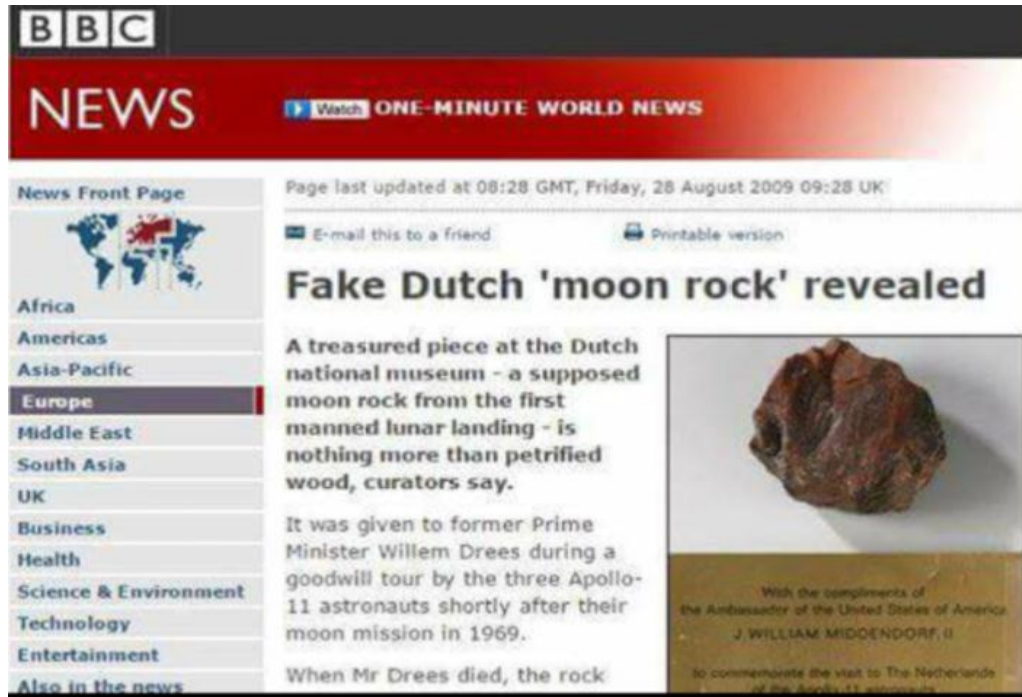 BBC
NEWS
Watch ONE-MINUTE WORLD NEWS
News Front Page
Africa
Americas
Asia-Pacific
Europe
Middle East
South Asia
UK
Business
Health
Science & Environment
Technology
Entertainment
Also in the news
Page last updated at 08:28 GMT, Friday, 28 August 2009 09:28 UK
E-mail this to a friend
Printable version
Fake Dutch 'moon rock' revealed
A treasured piece at the Dutch
national museum - a supposed
moon rock from the first
manned lunar landing - is
nothing more than petrified
wood, curators say.
It was given to former Prime
Minister Willem Drees during a
goodwill tour by the three Apollo-
11 astronauts shortly after their
moon mission in 1969.
When Mr Drees died, the rock
With the compliments of
the Ambassador of the United States of America
J. WILLIAM MIDDENDORF, II
to commemorate the visit to The Netherlands
of the Apollo-11 astronauts